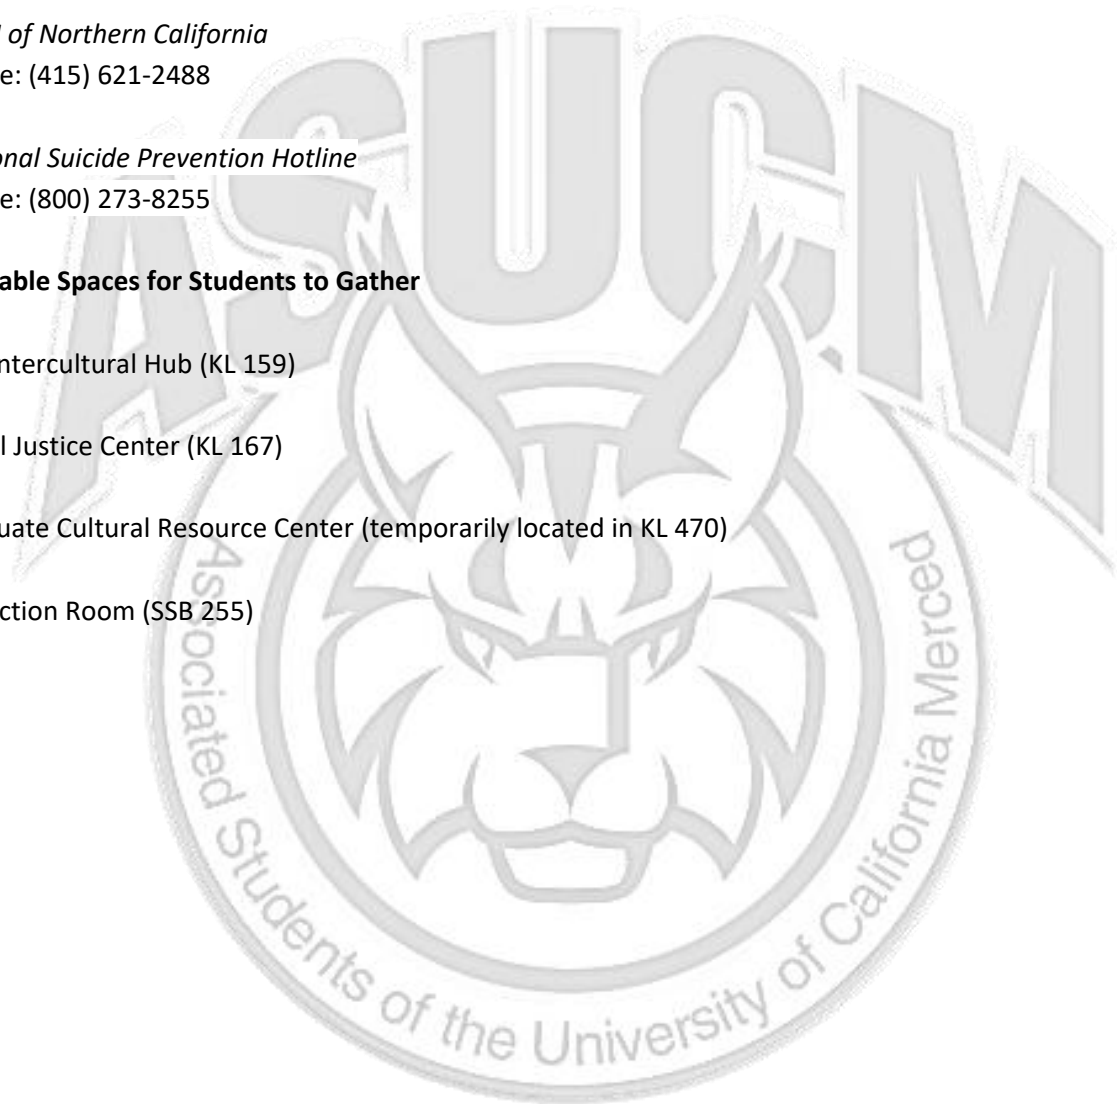 of Northern California
e: (415) 621-2488
onal Suicide Prevention Hotline
e: (800) 273-8255
able Spaces for Students to Gather
ntercultural Hub (KL 159)
l Justice Center (KL 167)
uate Cultural Resource Center (temporarily located in KL 470)
ction Room (SSB 255)
ASUCM
Associated Students of the University of California Merced